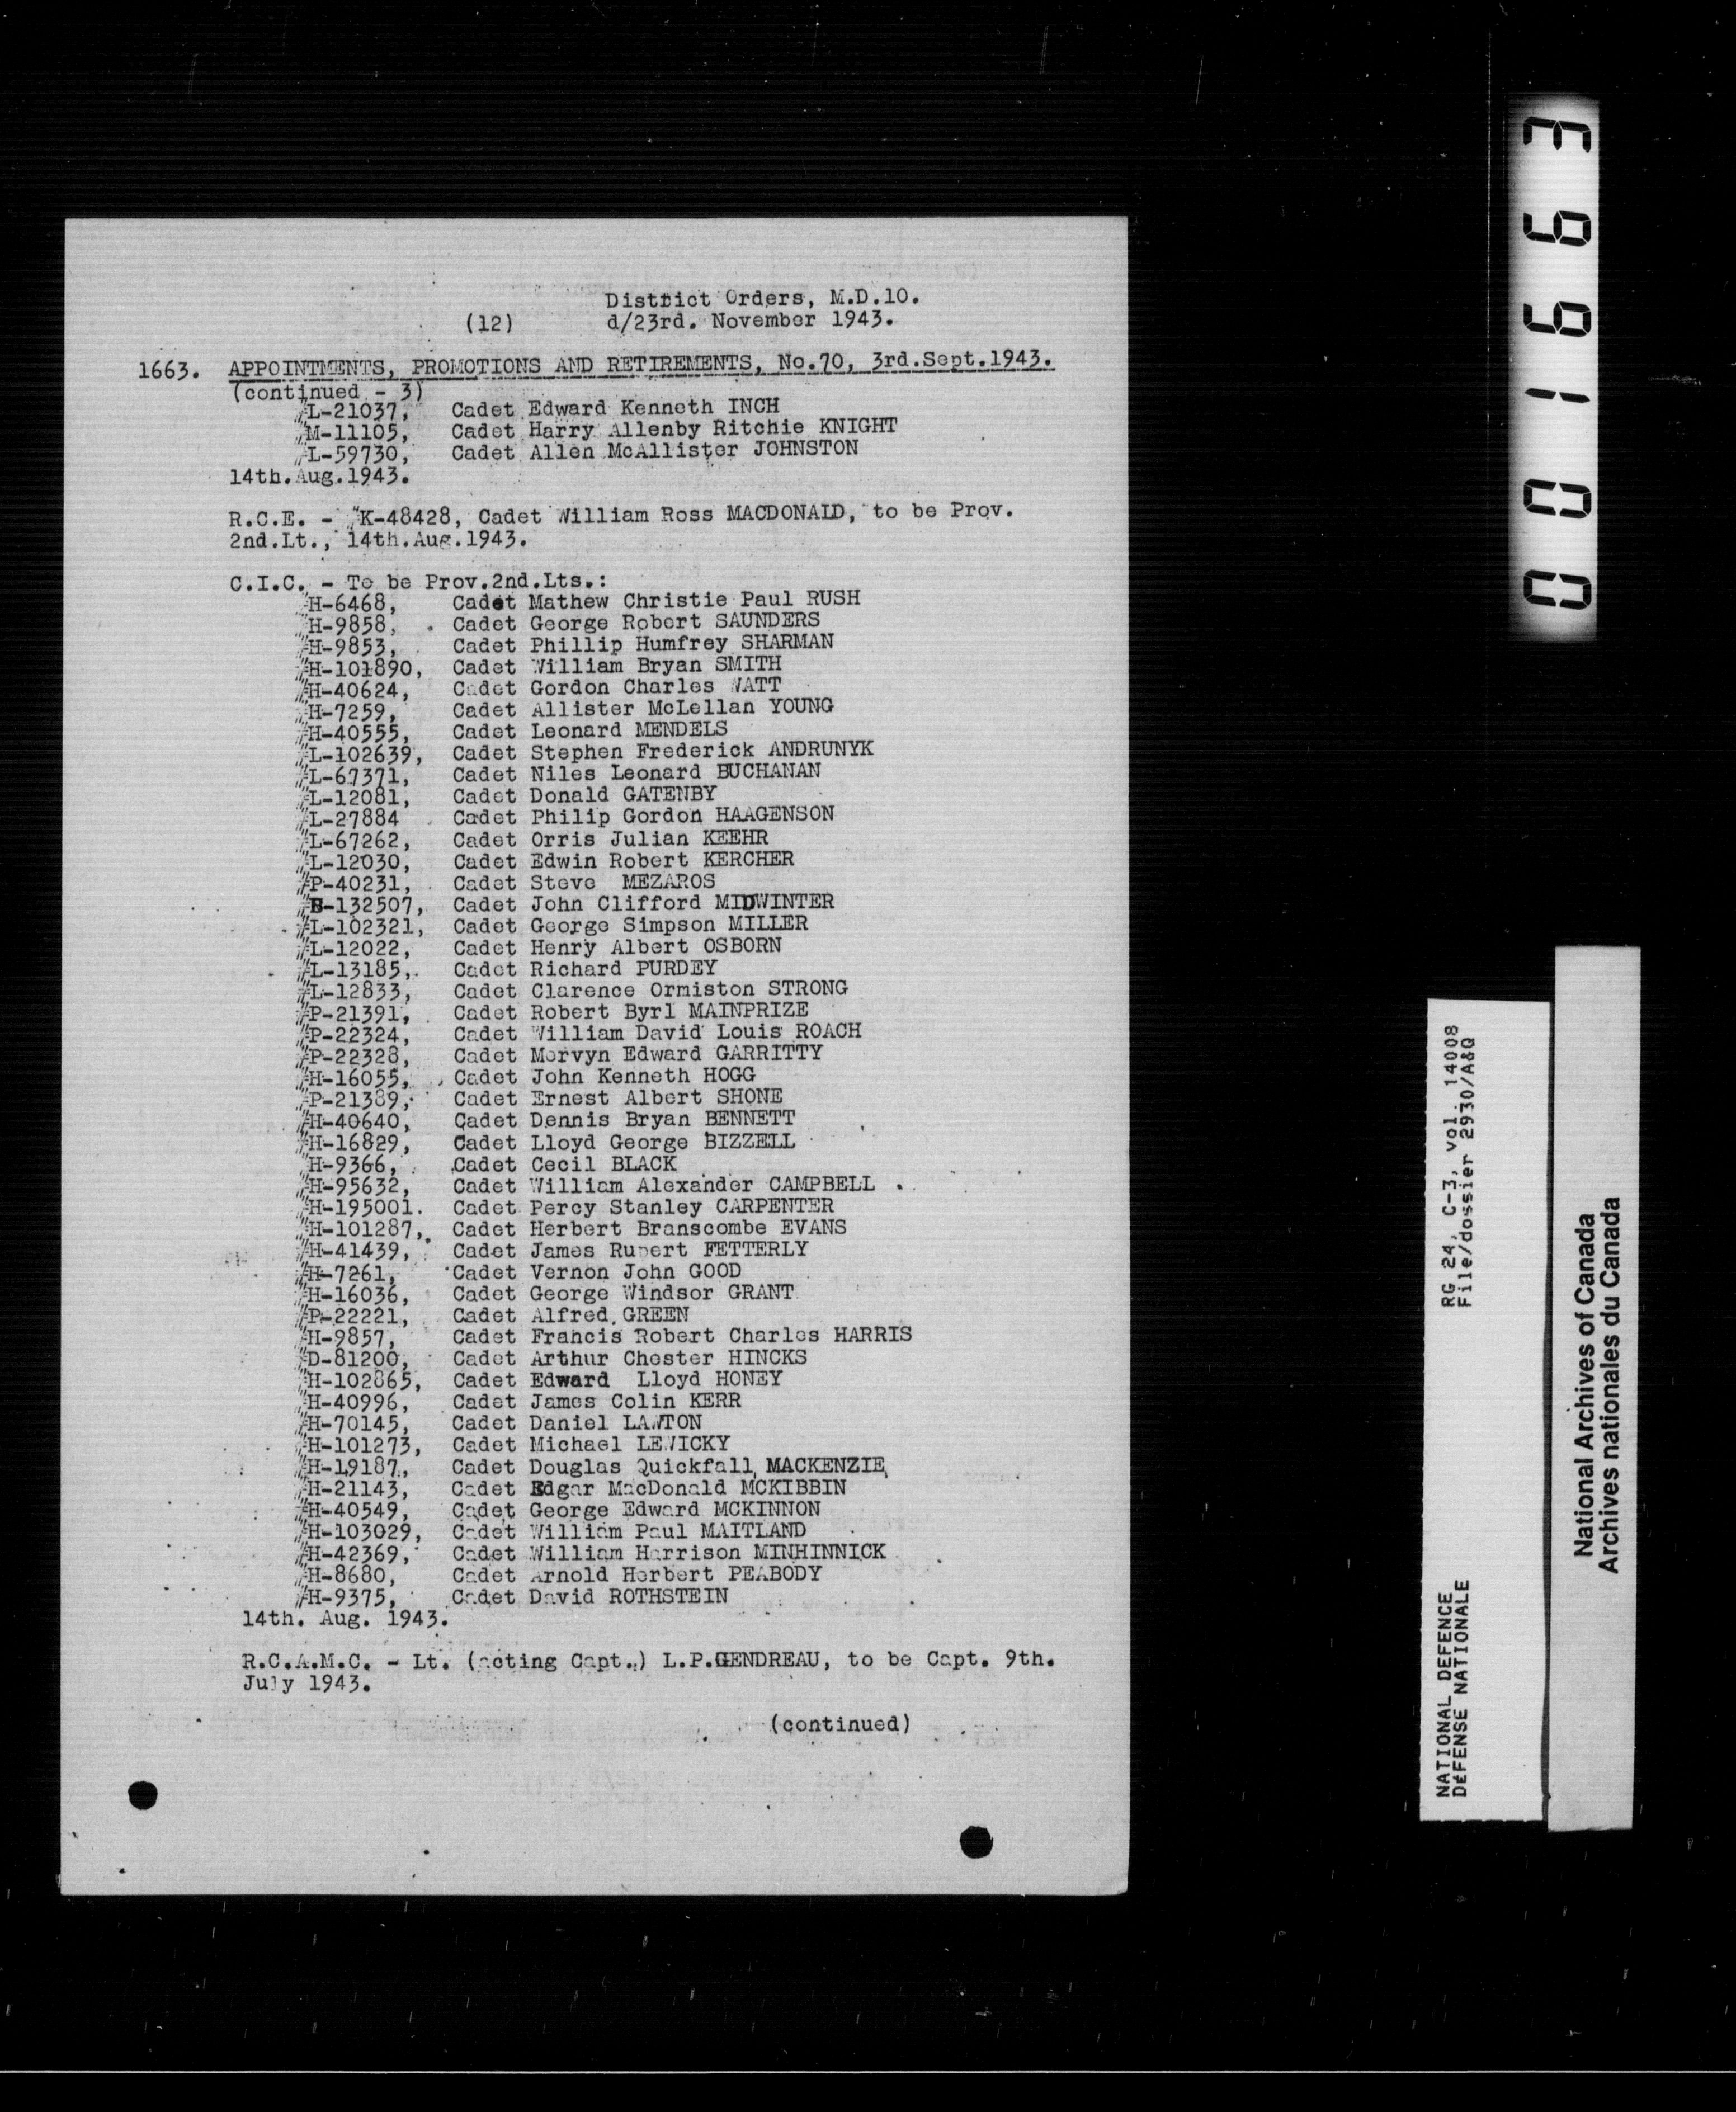 District Orders, M.D.10.
(12) d/23rd. November 1943.
1663. APPOINTMENTS, PROMOTIONS AND RETIREMENTS, No.70, 3rd.Sept.1943.
(continued - 3)
#L-21037, Cadet Edward Kenneth INCH
#M-11105, Cadet Harry Allenby Ritchie KNIGHT
#L-59730, Cadet Allen McAllister JOHNSTON
14th.Aug.1943.
R.C.E. - #K-48428, Cadet William Ross MACDONALD, to be Prov.
2nd.Lt., 14th.Aug.1943.
C.I.C. - To be Prov.2nd.Lts.:
#H-6468, Cadet Mathew Christie Paul RUSH
#H-9858, Cadet George Robert SAUNDERS
#H-9853, Cadet Phillip Humfrey SHARMAN
#H-101890, Cadet William Bryan SMITH
#H-40624, Cadet Gordon Charles WATT
#H-7259, Cadet Allister McLellan YOUNG
#H-40555, Cadet Leonard MENDELS
#L-102639, Cadet Stephen Frederick ANDRUNYK
#L-67371, Cadet Niles Leonard BUCHANAN
#L-12081, Cadet Donald GATENBY
#L-27884 Cadet Philip Gordon HAAGENSON
#L-67262, Cadet Orris Julian KEEHR
#L-12030, Cadet Edwin Robert KERCHER
#P-40231, Cadet Steve MEZAROS
#B-132507, Cadet John Clifford MIDWINTER
#L-102321, Cadet George Simpson MILLER
#L-12022, Cadet Henry Albert OSBORN
#L-13185, Cadet Richard PURDEY
#L-12833, Cadet Clarence Ormiston STRONG
#P-21391, Cadet Robert Byrl MAINPRIZE
#P-22324, Cadet William David Louis ROACH
#P-22328, Cadet Mervyn Edward GARRITTY
#H-16055, Cadet John Kenneth HOGG
#P-21389, Cadet Ernest Albert SHONE
#H-40640, Cadet Dennis Bryan BENNETT
#H-16829, Cadet Lloyd George BIZZELL
#H-9366, Cadet Cecil BLACK
#H-95632, Cadet William Alexander CAMPBELL
#H-195001. Cadet Percy Stanley CARPENTER
#H-101287, Cadet Herbert Branscombe EVANS
#H-41439, Cadet James Rupert FETTERLY
#H-7261, Cadet Vernon John GOOD
#H-16036, Cadet George Windsor GRANT
#P-22221, Cadet Alfred GREEN
#H-9857, Cadet Francis Robert Charles HARRIS
#D-81200, Cadet Arthur Chester HINCKS
#H-102865, Cadet Edward Lloyd HONEY
#H-40996, Cadet James Colin KERR
#H-70145, Cadet Daniel LAWTON
#H-101273, Cadet Michael LEWICKY
#H-19187, Cadet Douglas Quickfall MACKENZIE
#H-21143, Cadet Edgar MacDonald MCKIBBIN
#H-40549, Cadet George Edward MCKINNON
#H-103029, Cadet William Paul MAITLAND
#H-42369, Cadet William Harrison MINHINNICK
#H-8680, Cadet Arnold Herbert PEABODY
#H-9375, Cadet David ROTHSTEIN
14th. Aug. 1943.
R.C.A.M.C. - Lt. (acting Capt.) L.P.GENDREAU, to be Capt. 9th.
July 1943.
(continued)
001663
RG 24, C-3, vol. 14008
File/dossier 2930/A&Q
NATIONAL DEFENCE
DÉFENSE NATIONALE
National Archives of Canada
Archives nationales du Canada